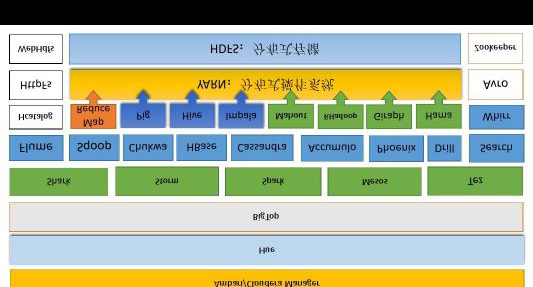 WebHdfs
HDFS: 分布式存储
Zookeeper
HttpFs
YARN: 分布式操作系统
Avro
Hcatalog
Reduce
Map
Pig
Hive
Impala
Mahout
RHadoop
Giraph
Hama
Whirr
Flume
Sqoop
Chukwa
HBase
Cassandra
Accumulo
Phoenix
Drill
Search
Shark
Storm
Spark
Mesos
Tez
BigTop
Hue
Ambari/Cloudera Manager